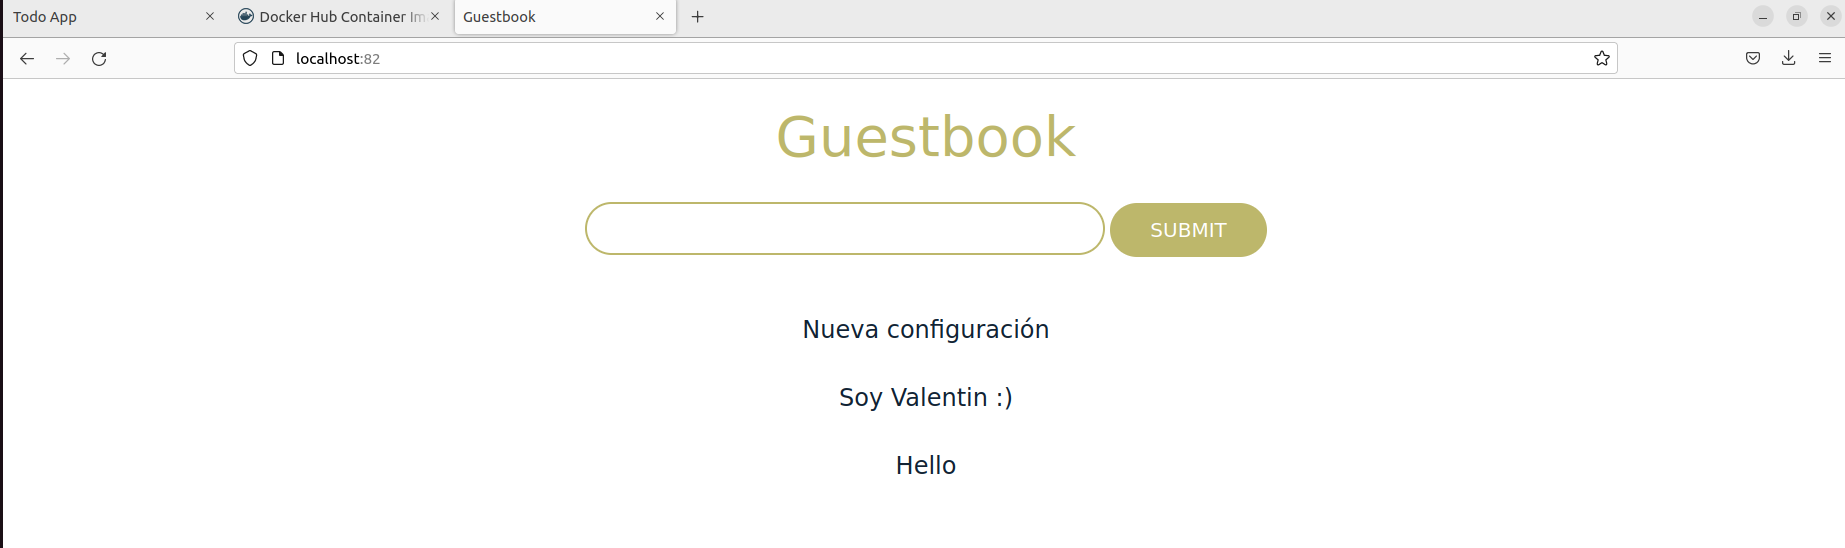 Todo App
Docker Hub Container Im
Guestbook
localhost:82
Guestbook
SUBMIT
Nueva configuración
Soy Valentin :)
Hello